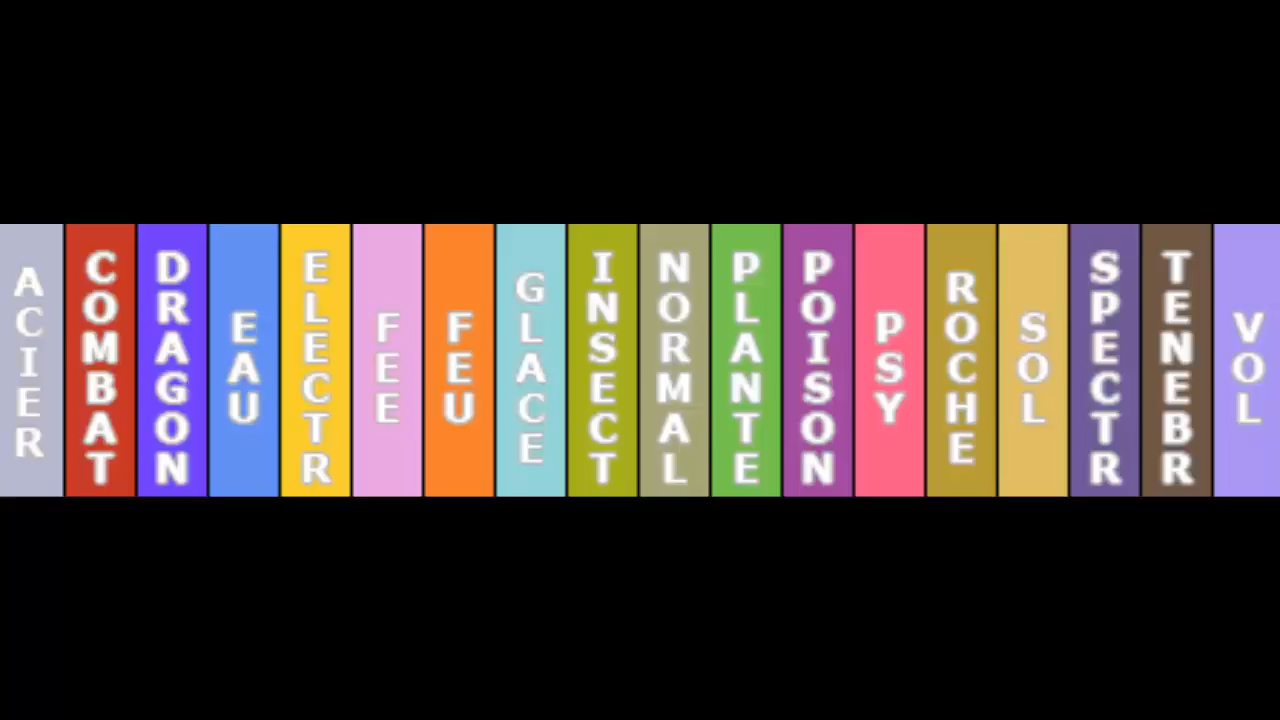 ACIER
COMBAT
DRAGON
EAU
ELECTR
FEE
FEU
GLACE
INSECT
NORMAL
PLANTE
POISON
PSY
ROCHE
SOL
SPECTR
TENEBR
VOL